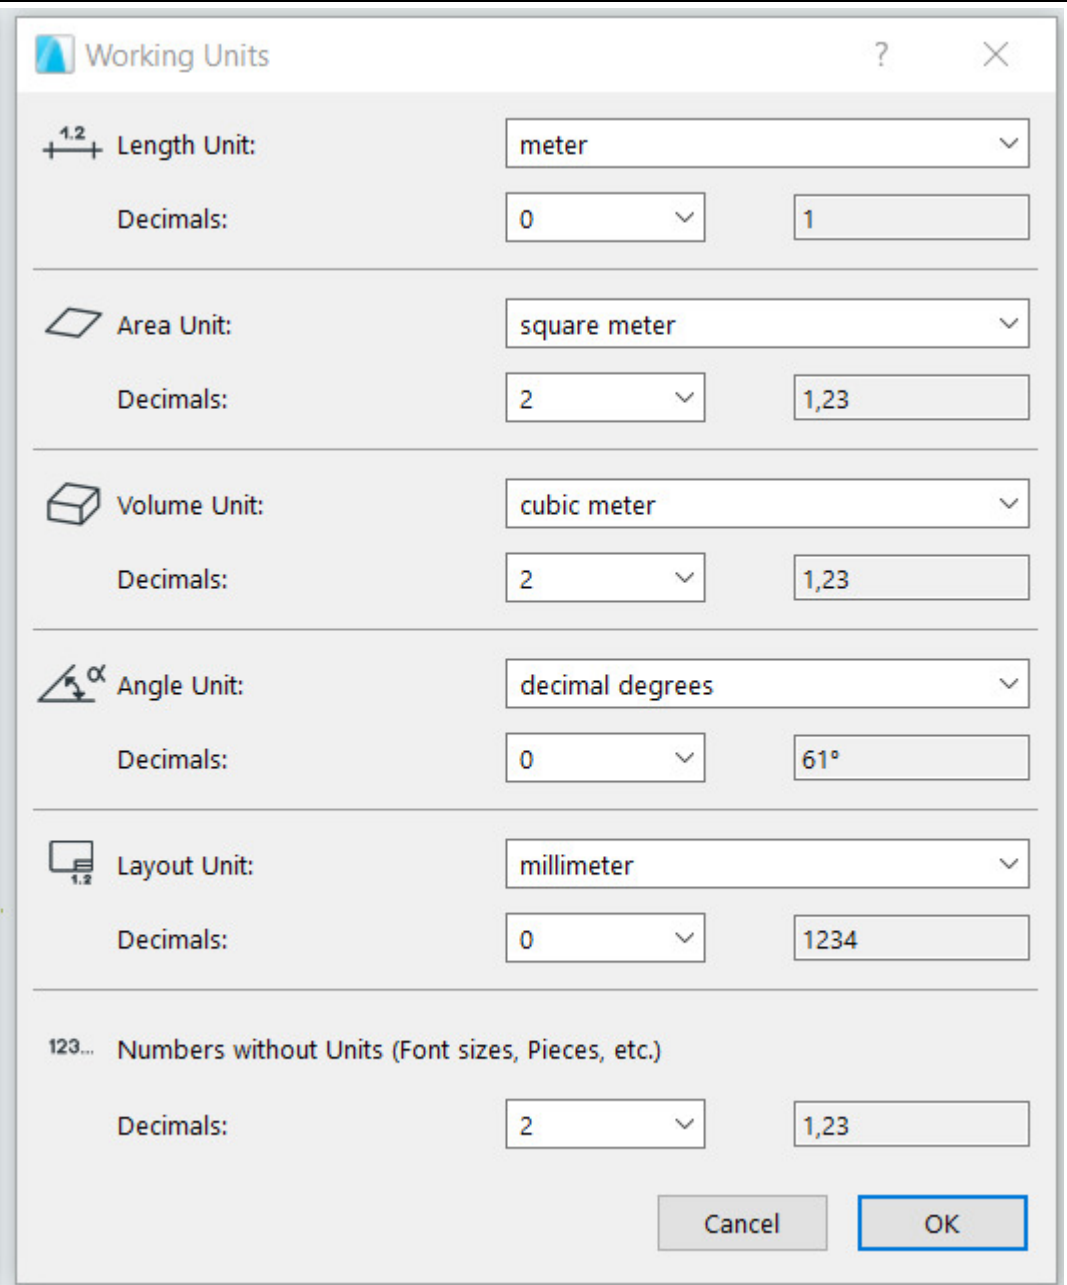 Working Units ?
1.2 Length Unit: meter
Decimals: 0 1
Area Unit: square meter
Decimals: 2 1,23
Volume Unit: cubic meter
Decimals: 2 1,23
α Angle Unit: decimal degrees
Decimals: 0 61°
1.2 Layout Unit: millimeter
Decimals: 0 1234
123... Numbers without Units (Font sizes, Pieces, etc.)
Decimals: 2 1,23
Cancel OK